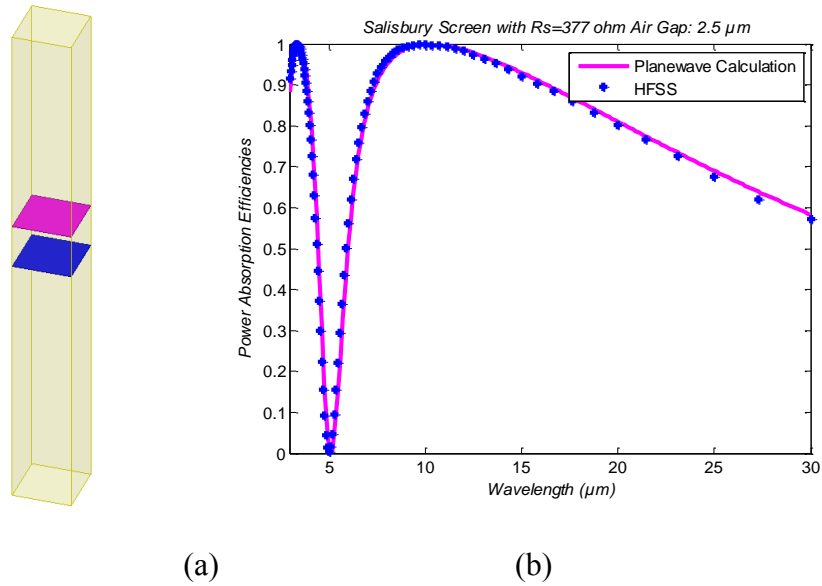 Salisbury Screen with Rs=377 ohm Air Gap: 2.5 µm
1
0.9
0.8
0.7
0.6
0.5
0.4
0.3
0.2
0.1
0
Power Absorption Efficiencies
Planewave Calculation
HFSS
5 10 15 20 25 30
Wavelength (µm)
(a) (b)